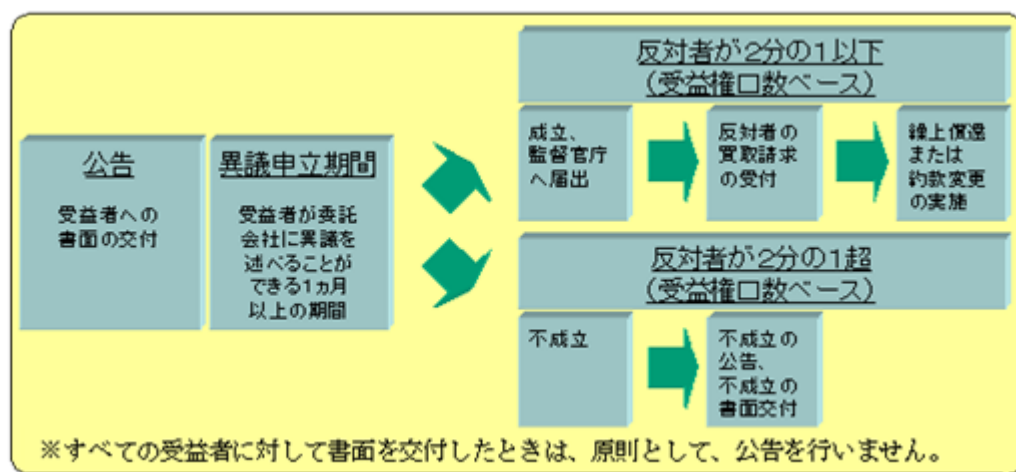 公告
受益者への
書面の交付
異議申立期間
受益者が委託
会社に異議を
述べることが
できる1ヵ月
以上の期間
反対者が2分の1以下
(受益権口数ベース)
成立、
監督官庁
へ届出
反対者の
買取請求
の受付
繰上償還
または
約款変更
の実施
反対者が2分の1超
(受益権口数ベース)
不成立
不成立の
公告、
不成立の
書面交付
※すべての受益者に対して書面を交付したときは、原則として、公告を行いません。